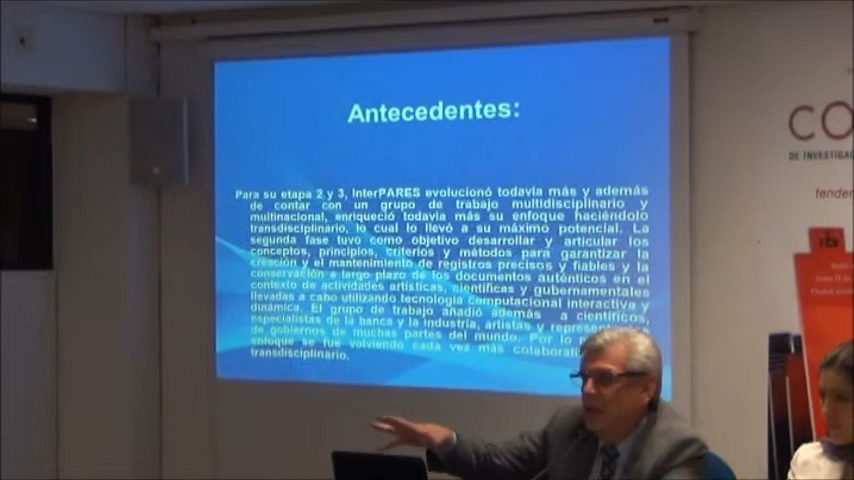 Antecedentes:
Para su etapa 2 y 3, InterPARES evolucionó todavía más y además
de contar con un grupo de trabajo multidisciplinario y
multinacional, enriqueció todavía más su enfoque haciéndolo
transdisciplinario, lo cual lo llevó a su máximo potencial. La
segunda fase tuvo como objetivo desarrollar y articular los
conceptos, principios, criterios y métodos para garantizar la
creación y el mantenimiento de registros precisos y fiables y la
conservación a largo plazo de los documentos auténticos en el
contexto de actividades artísticas, científicas y gubernamentales
llevadas a cabo utilizando tecnología computacional interactiva y
dinámica. El grupo de trabajo añadió además a científicos,
especialistas de la banca y la industria, artistas y
de gobiernos de muchas partes del mundo. Por lo
enfoque se fue volviendo cada vez más
transdisciplinario.
CO
DE INVESTIGAC
tender